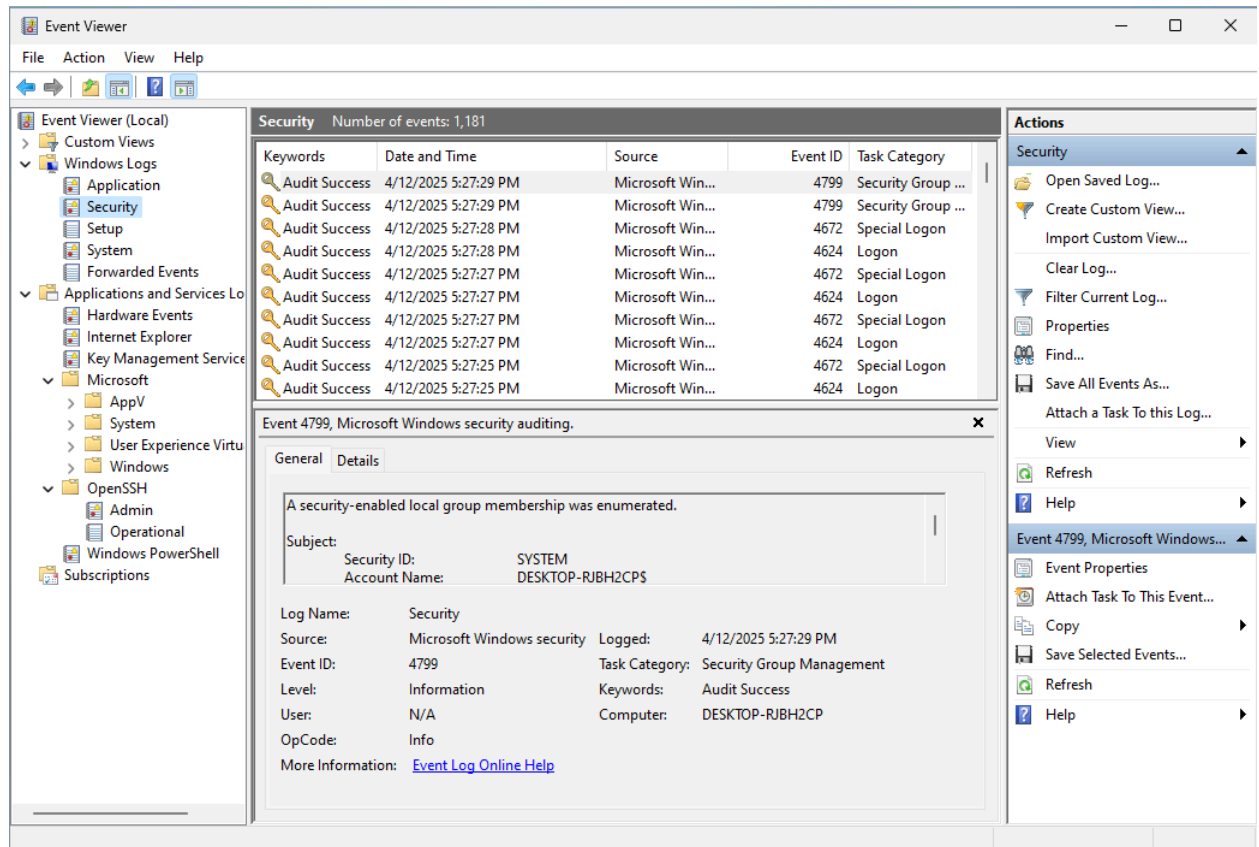 Event Viewer
File Action View Help
Event Viewer (Local)
Custom Views
Windows Logs
Application
Security
Setup
System
Forwarded Events
Applications and Services Lo
Hardware Events
Internet Explorer
Key Management Service
Microsoft
AppV
System
User Experience Virtu
Windows
OpenSSH
Admin
Operational
Windows PowerShell
Subscriptions
Security Number of events: 1,181
Keywords Date and Time Source Event ID Task Category
Audit Success 4/12/2025 5:27:29 PM Microsoft Win... 4799 Security Group ...
Audit Success 4/12/2025 5:27:29 PM Microsoft Win... 4799 Security Group ...
Audit Success 4/12/2025 5:27:28 PM Microsoft Win... 4672 Special Logon
Audit Success 4/12/2025 5:27:28 PM Microsoft Win... 4624 Logon
Audit Success 4/12/2025 5:27:27 PM Microsoft Win... 4672 Special Logon
Audit Success 4/12/2025 5:27:27 PM Microsoft Win... 4624 Logon
Audit Success 4/12/2025 5:27:27 PM Microsoft Win... 4672 Special Logon
Audit Success 4/12/2025 5:27:27 PM Microsoft Win... 4624 Logon
Audit Success 4/12/2025 5:27:25 PM Microsoft Win... 4672 Special Logon
Audit Success 4/12/2025 5:27:25 PM Microsoft Win... 4624 Logon
Event 4799, Microsoft Windows security auditing.
General Details
A security-enabled local group membership was enumerated.
Subject:
Security ID: SYSTEM
Account Name: DESKTOP-RJBH2CP$
Log Name: Security
Source: Microsoft Windows security Logged: 4/12/2025 5:27:29 PM
Event ID: 4799 Task Category: Security Group Management
Level: Information Keywords: Audit Success
User: N/A Computer: DESKTOP-RJBH2CP
OpCode: Info
More Information: Event Log Online Help
Actions
Security
Open Saved Log...
Create Custom View...
Import Custom View...
Clear Log...
Filter Current Log...
Properties
Find...
Save All Events As...
Attach a Task To this Log...
View
Refresh
Help
Event 4799, Microsoft Windows...
Event Properties
Attach Task To This Event...
Copy
Save Selected Events...
Refresh
Help